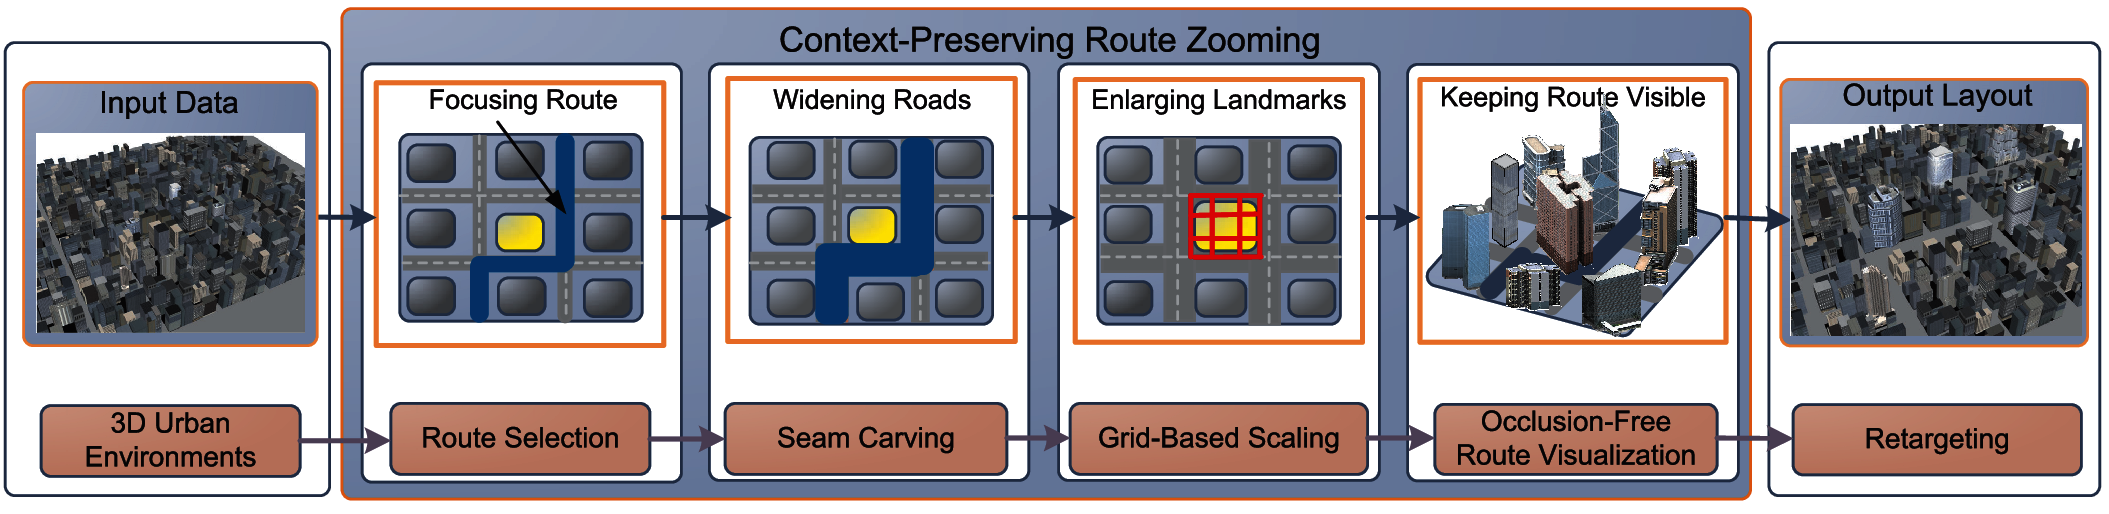 Context-Preserving Route Zooming
Input Data
Focusing Route
Widening Roads
Enlarging Landmarks
Keeping Route Visible
Output Layout
3D Urban
Environments
Route Selection
Seam Carving
Grid-Based Scaling
Occlusion-Free
Route Visualization
Retargeting